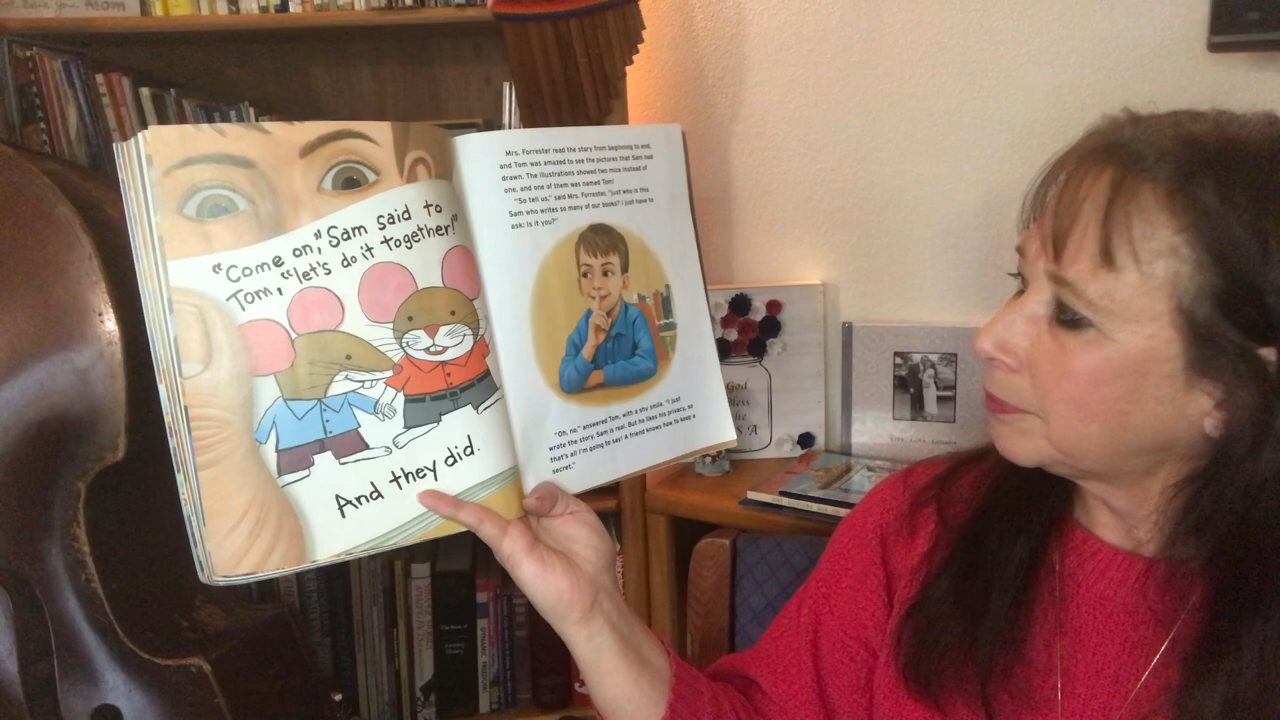 have you Mom
"Come on," Sam said to
Tom, "let's do it together!"
And they did.
Mrs. Forrester read the story from beginning to end,
and Tom was amazed to see the pictures that Sam had
drawn. The illustrations showed two mice instead of
one, and one of them was named Tom!
"So tell us," said Mrs. Forrester, "just who is this
Sam who writes so many of our books? I just have to
ask: Is it you?"
"Oh, no," answered Tom, with a shy smile. "I just
wrote the story. Sam is real. But he likes his privacy, so
that's all I'm going to say! A friend knows how to keep a
secret."
God
less
he
S.A